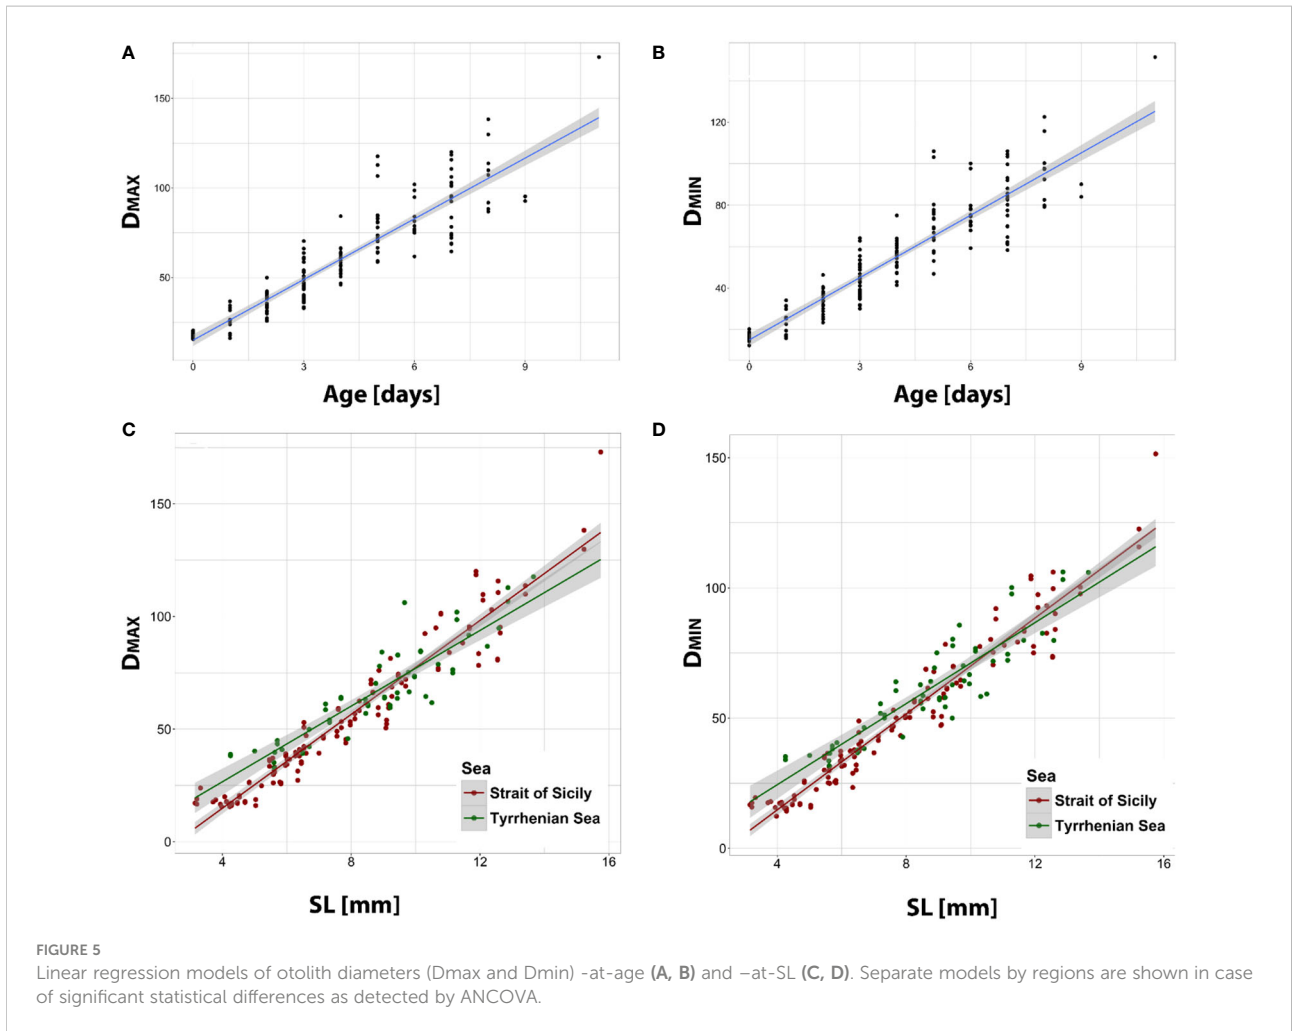 A
DMAX
150
100
50
0
3
6
9
Age [days]
B
DMIN
120
80
40
0
3
6
9
Age [days]
C
DMAX
150
100
50
0
4
8
12
16
SL [mm]
Sea
Strait of Sicily
Tyrrhenian Sea
D
DMIN
150
100
50
0
4
8
12
16
SL [mm]
Sea
Strait of Sicily
Tyrrhenian Sea
FIGURE 5
Linear regression models of otolith diameters (Dmax and Dmin) -at-age (A, B) and –at-SL (C, D). Separate models by regions are shown in case
of significant statistical differences as detected by ANCOVA.